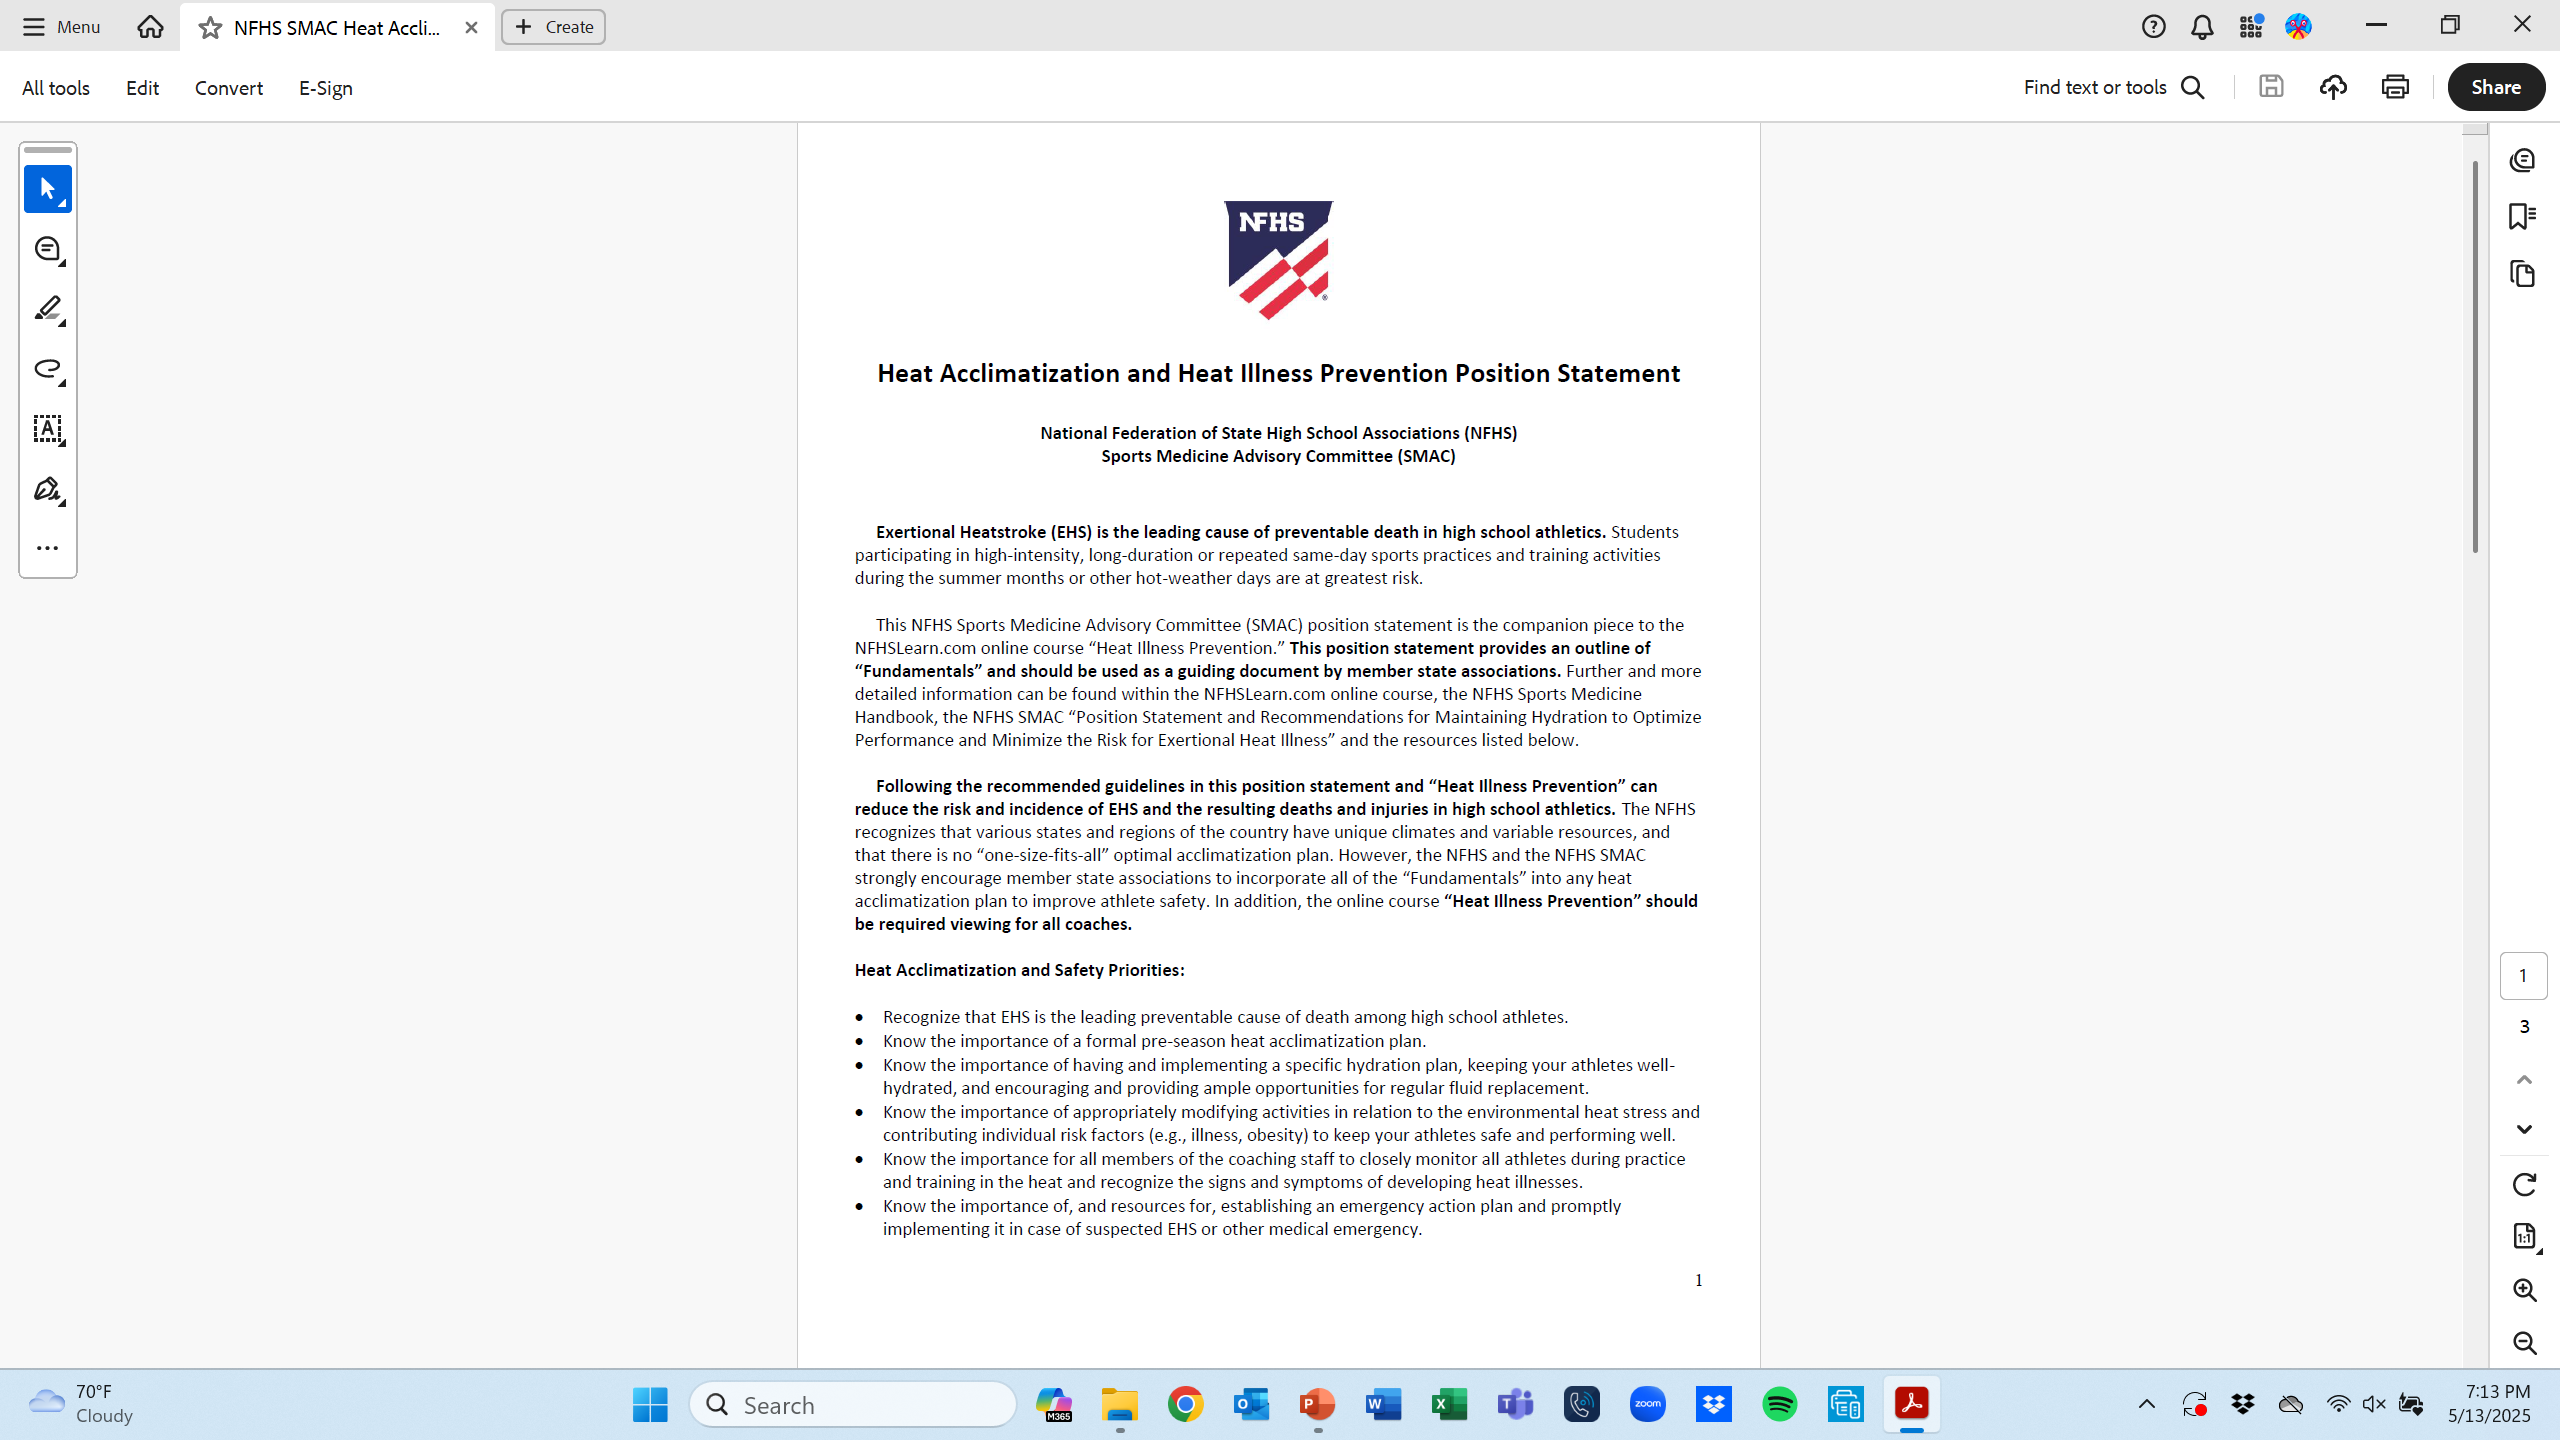 Menu
NFHS SMAC Heat Accli...
Create
All tools
Edit
Convert
E-Sign
Find text or tools
Share
NFHS
Heat Acclimatization and Heat Illness Prevention Position Statement
National Federation of State High School Associations (NFHS)
Sports Medicine Advisory Committee (SMAC)
Exertional Heatstroke (EHS) is the leading cause of preventable death in high school athletics. Students
participating in high-intensity, long-duration or repeated same-day sports practices and training activities
during the summer months or other hot-weather days are at greatest risk.
This NFHS Sports Medicine Advisory Committee (SMAC) position statement is the companion piece to the
NFHSLearn.com online course “Heat Illness Prevention.” This position statement provides an outline of
“Fundamentals” and should be used as a guiding document by member state associations. Further and more
detailed information can be found within the NFHSLearn.com online course, the NFHS Sports Medicine
Handbook, the NFHS SMAC “Position Statement and Recommendations for Maintaining Hydration to Optimize
Performance and Minimize the Risk for Exertional Heat Illness” and the resources listed below.
Following the recommended guidelines in this position statement and “Heat Illness Prevention” can
reduce the risk and incidence of EHS and the resulting deaths and injuries in high school athletics. The NFHS
recognizes that various states and regions of the country have unique climates and variable resources, and
that there is no “one-size-fits-all” optimal acclimatization plan. However, the NFHS and the NFHS SMAC
strongly encourage member state associations to incorporate all of the “Fundamentals” into any heat
acclimatization plan to improve athlete safety. In addition, the online course “Heat Illness Prevention” should
be required viewing for all coaches.
Heat Acclimatization and Safety Priorities:
• Recognize that EHS is the leading preventable cause of death among high school athletes.
• Know the importance of a formal pre-season heat acclimatization plan.
• Know the importance of having and implementing a specific hydration plan, keeping your athletes well-
hydrated, and encouraging and providing ample opportunities for regular fluid replacement.
• Know the importance of appropriately modifying activities in relation to the environmental heat stress and
contributing individual risk factors (e.g., illness, obesity) to keep your athletes safe and performing well.
• Know the importance for all members of the coaching staff to closely monitor all athletes during practice
and training in the heat and recognize the signs and symptoms of developing heat illnesses.
• Know the importance of, and resources for, establishing an emergency action plan and promptly
implementing it in case of suspected EHS or other medical emergency.
1
1
3
1:1
70°F
Cloudy
Search
M365
zoom
7:13 PM
5/13/2025